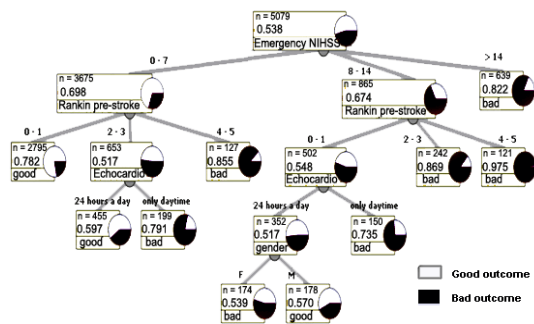 n = 5079
0.538
Emergency NIHSS
0 - 7
8 - 14
> 14
n = 3675
0.698
Rankin pre-stroke
n = 865
0.674
Rankin pre-stroke
n = 639
0.822
bad
0 - 1
2 - 3
4 - 5
0 - 1
2 - 3
4 - 5
n = 2795
0.782
good
n = 653
0.517
Echocardio
n = 127
0.855
bad
n = 502
0.548
Echocardio
n = 242
0.869
bad
n = 121
0.975
bad
24 hours a day
only daytime
24 hours a day
only daytime
n = 455
0.597
good
n = 199
0.791
bad
n = 352
0.517
gender
n = 150
0.735
bad
F
M
n = 174
0.539
bad
n = 178
0.570
good
Good outcome
Bad outcome